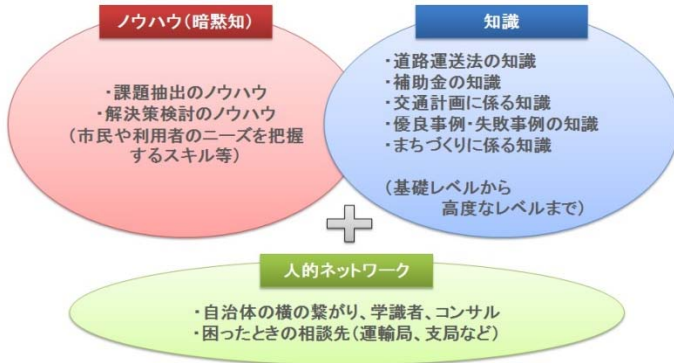 ノウハウ(暗黙知)
・課題抽出のノウハウ
・解決策検討のノウハウ
(市民や利用者のニーズを把握
するスキル等)
知識
・道路運送法の知識
・補助金の知識
・交通計画に係る知識
・優良事例・失敗事例の知識
・まちづくりに係る知識
(基礎レベルから
高度なレベルまで)
人的ネットワーク
・自治体の横の繋がり、学識者、コンサル
・困ったときの相談先(運輸局、支局など)